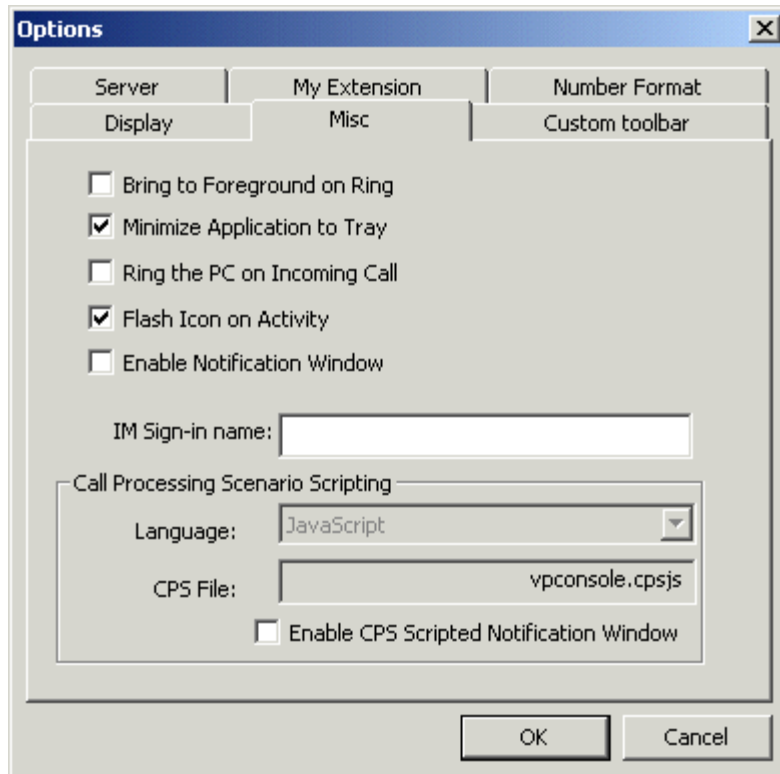 Options
Server My Extension Number Format
Display Misc Custom toolbar
Bring to Foreground on Ring
Minimize Application to Tray
Ring the PC on Incoming Call
Flash Icon on Activity
Enable Notification Window
IM Sign-in name:
Call Processing Scenario Scripting
Language: JavaScript
CPS File: vpconsole.cpsjs
Enable CPS Scripted Notification Window
OK Cancel